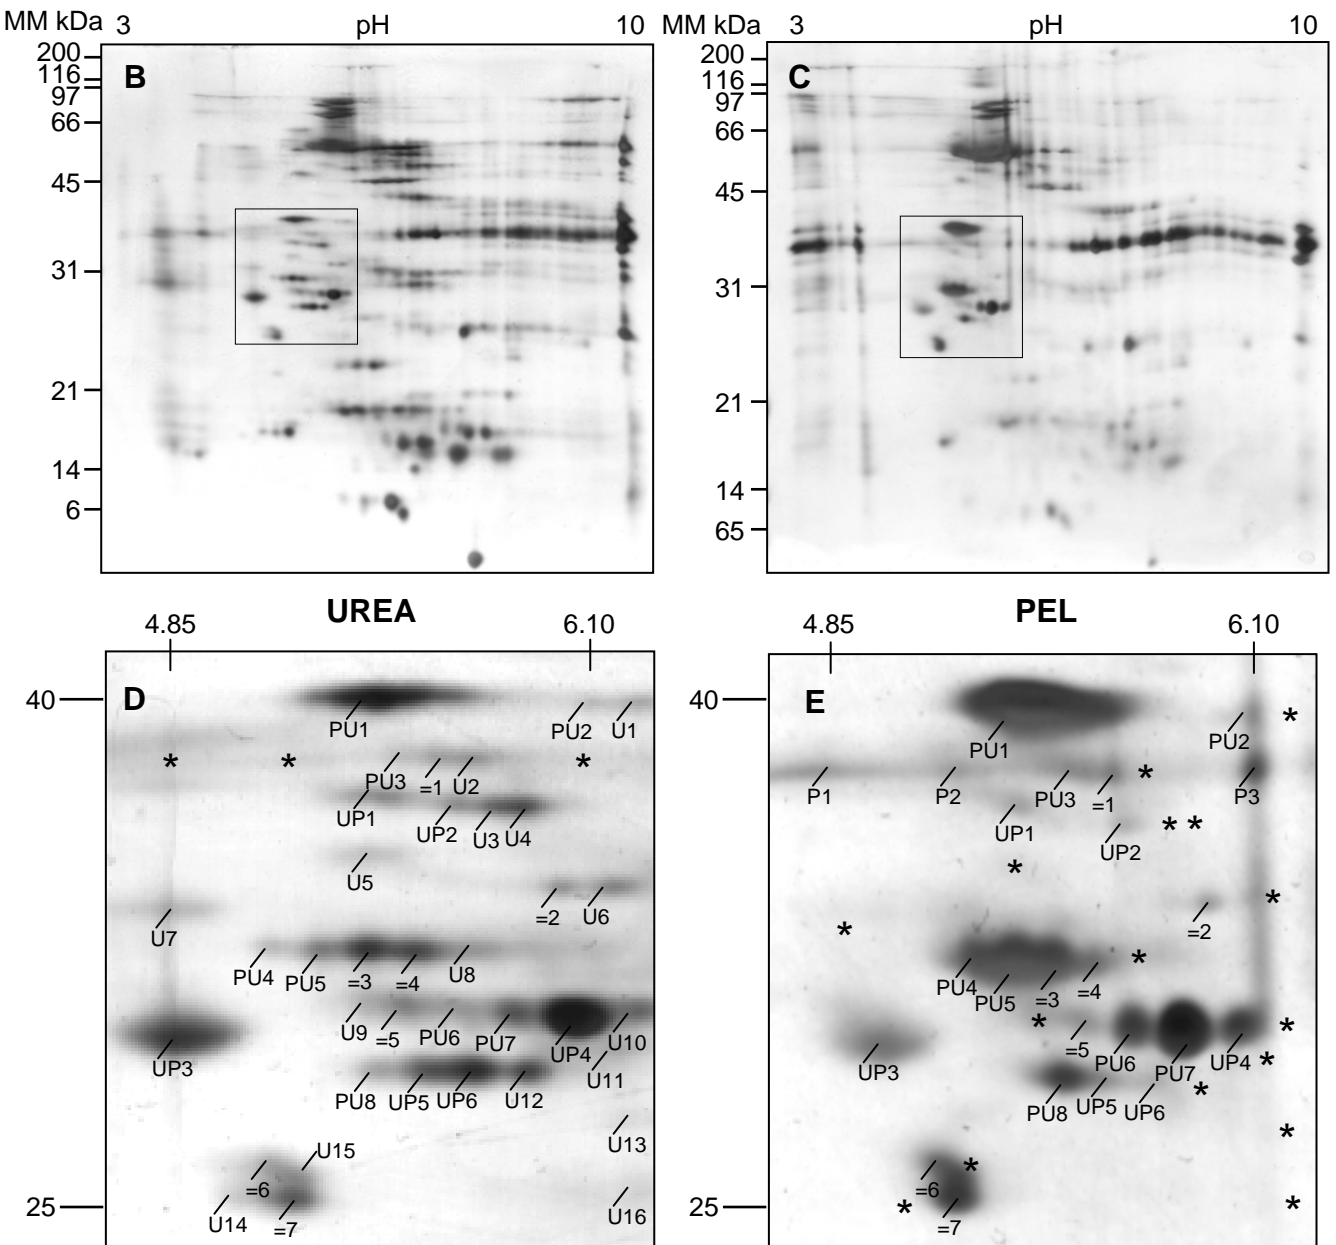 MM kDa 3 pH 10 MM kDa 3 pH 10
B C
200 200
116 116
97 97
66 66
45 45
31 31
21 21
14 14
6 65
UREA PEL
4.85 6.10 4.85 6.10
D E
40 40
PU1 PU2 U1 PU1 PU2 *
* * * *
PU3 =1 U2 P1 P2 PU3 =1 P3
UP1 UP2 U3 U4 UP1 * *
UP2
*
U5 *
=2 U6 =2
U7 *
PU4 PU5 =3 =4 U8 PU4 PU5 =3 =4 *
U9 =5 PU6 PU7 UP4 U10 * =5 PU6 PU7 UP4 *
UP3 U11 UP3 *
PU8 UP5 UP6 U12 PU8 UP5 UP6 *
U13 *
U15 *
=6 =6
25 25
U14 =7 U16 * =7 *